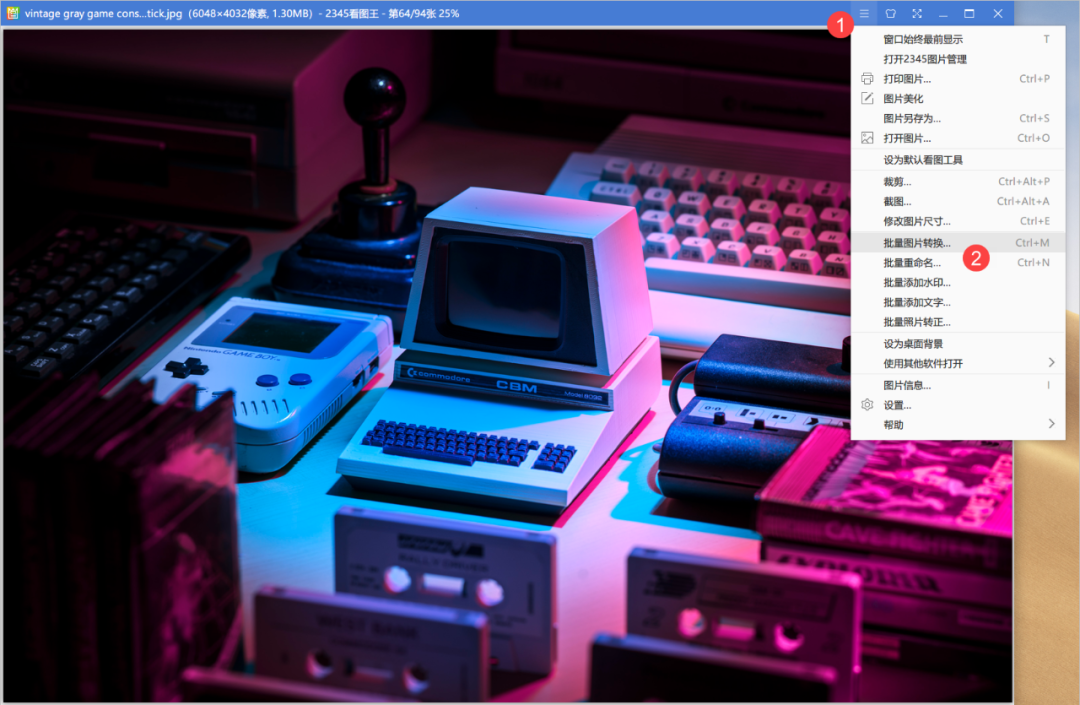 vintage gray game cons...tick.jpg（6048×4032像素, 1.30MB）- 2345看图王 - 第64/94张 25%
1
窗口始终最前显示 T
打开2345图片管理
打印图片... Ctrl+P
图片美化
图片另存为... Ctrl+S
打开图片... Ctrl+O
设为默认看图工具
裁剪... Ctrl+Alt+P
截图... Ctrl+Alt+A
修改图片尺寸... Ctrl+E
批量图片转换... Ctrl+M
2
批量重命名... Ctrl+N
批量添加水印...
批量添加文字...
批量照片转正...
设为桌面背景
使用其他软件打开
图片信息... I
设置...
帮助
Nintendo GAME BOY
commodore CBM Model 8032
RALLY DRIVER
WEST BANK
CAVE FIGHTER
EXPLODING